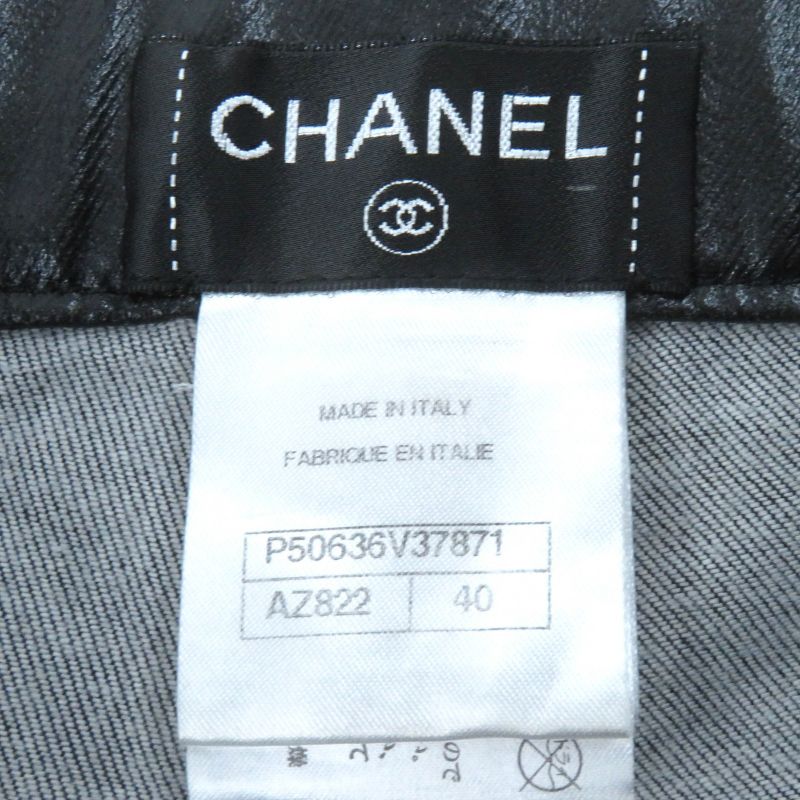 CHANEL
MADE IN ITALY
FABRIQUE EN ITALIE
P50636V37871
AZ822 40